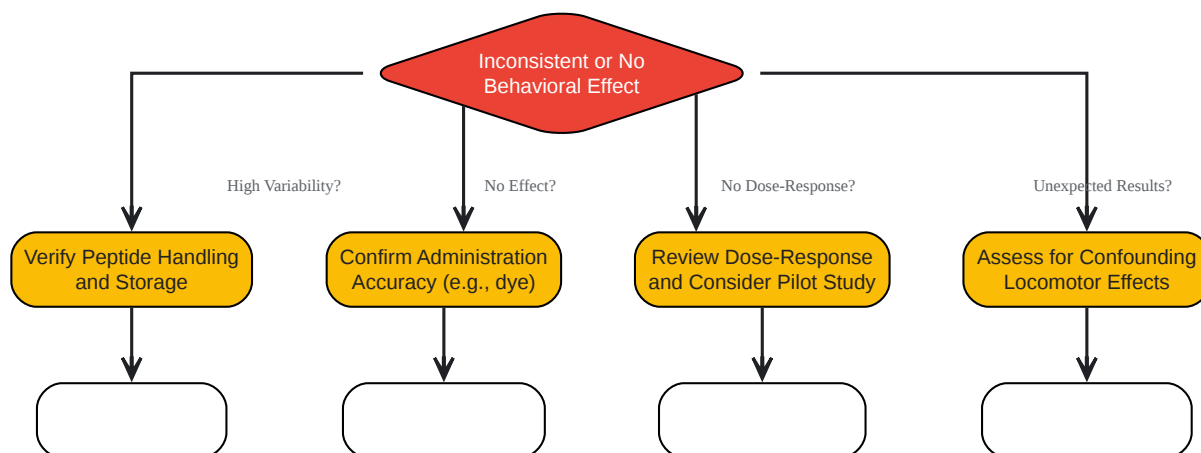 Inconsistent or No
Behavioral Effect
High Variability?
No Effect?
No Dose-Response?
Unexpected Results?
Verify Peptide Handling
and Storage
Confirm Administration
Accuracy (e.g., dye)
Review Dose-Response
and Consider Pilot Study
Assess for Confounding
Locomotor Effects